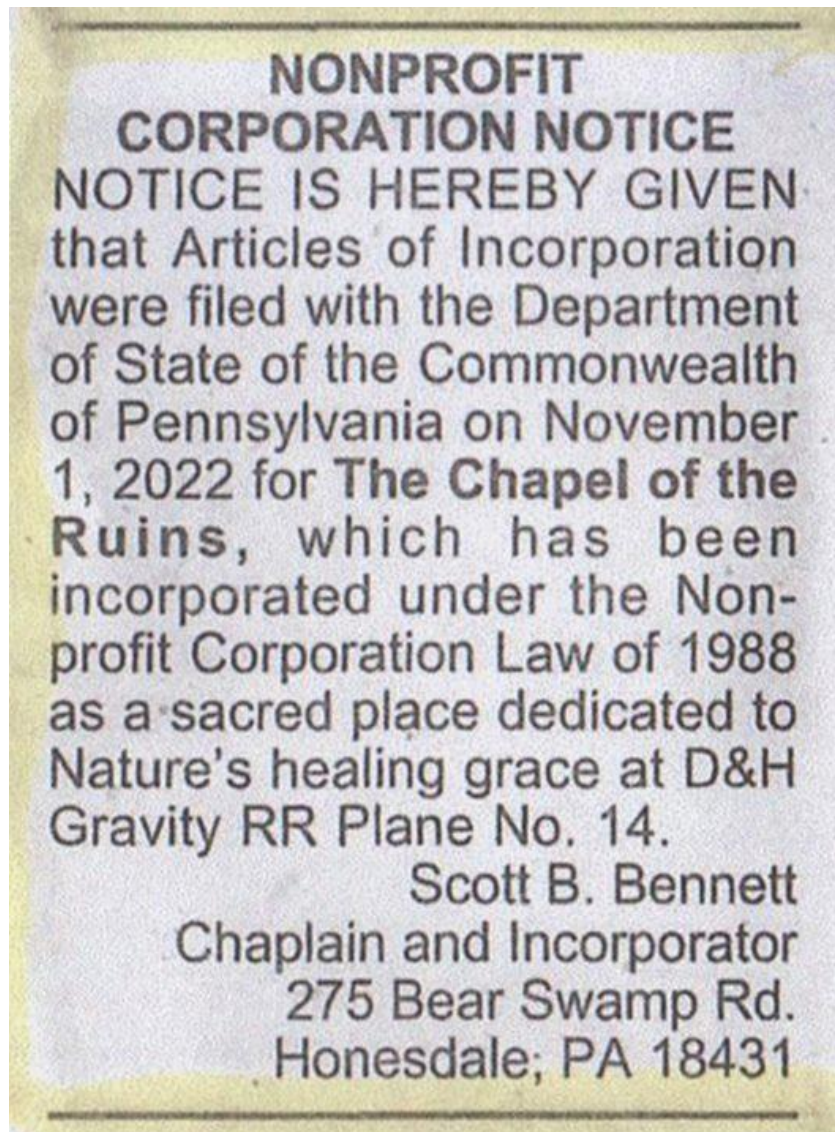 NONPROFIT
CORPORATION NOTICE
NOTICE IS HEREBY GIVEN
that Articles of Incorporation
were filed with the Department
of State of the Commonwealth
of Pennsylvania on November
1, 2022 for The Chapel of the
Ruins, which has been
incorporated under the Non-
profit Corporation Law of 1988
as a sacred place dedicated to
Nature's healing grace at D&H
Gravity RR Plane No. 14.
Scott B. Bennett
Chaplain and Incorporator
275 Bear Swamp Rd.
Honesdale; PA 18431